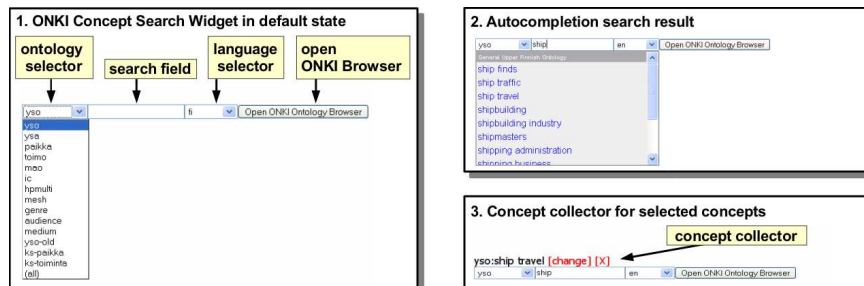 1. ONKI Concept Search Widget in default state
ontology selector
search field
language selector
open ONKI Browser
yso fi Open ONKI Ontology Browser
yso
ysa
paikka
toimo
mao
ic
hpmulti
mesh
genre
audience
medium
yso-old
ks-paikka
ks-toiminta
(all)
2. Autocompletion search result
yso ship en Open ONKI Ontology Browser
General Upper Finnish Ontology
ship finds
ship traffic
ship travel
shipbuilding
shipbuilding industry
shipmasters
shipping administration
shipping business
3. Concept collector for selected concepts
concept collector
yso:ship travel [change] [X]
yso ship en Open ONKI Ontology Browser